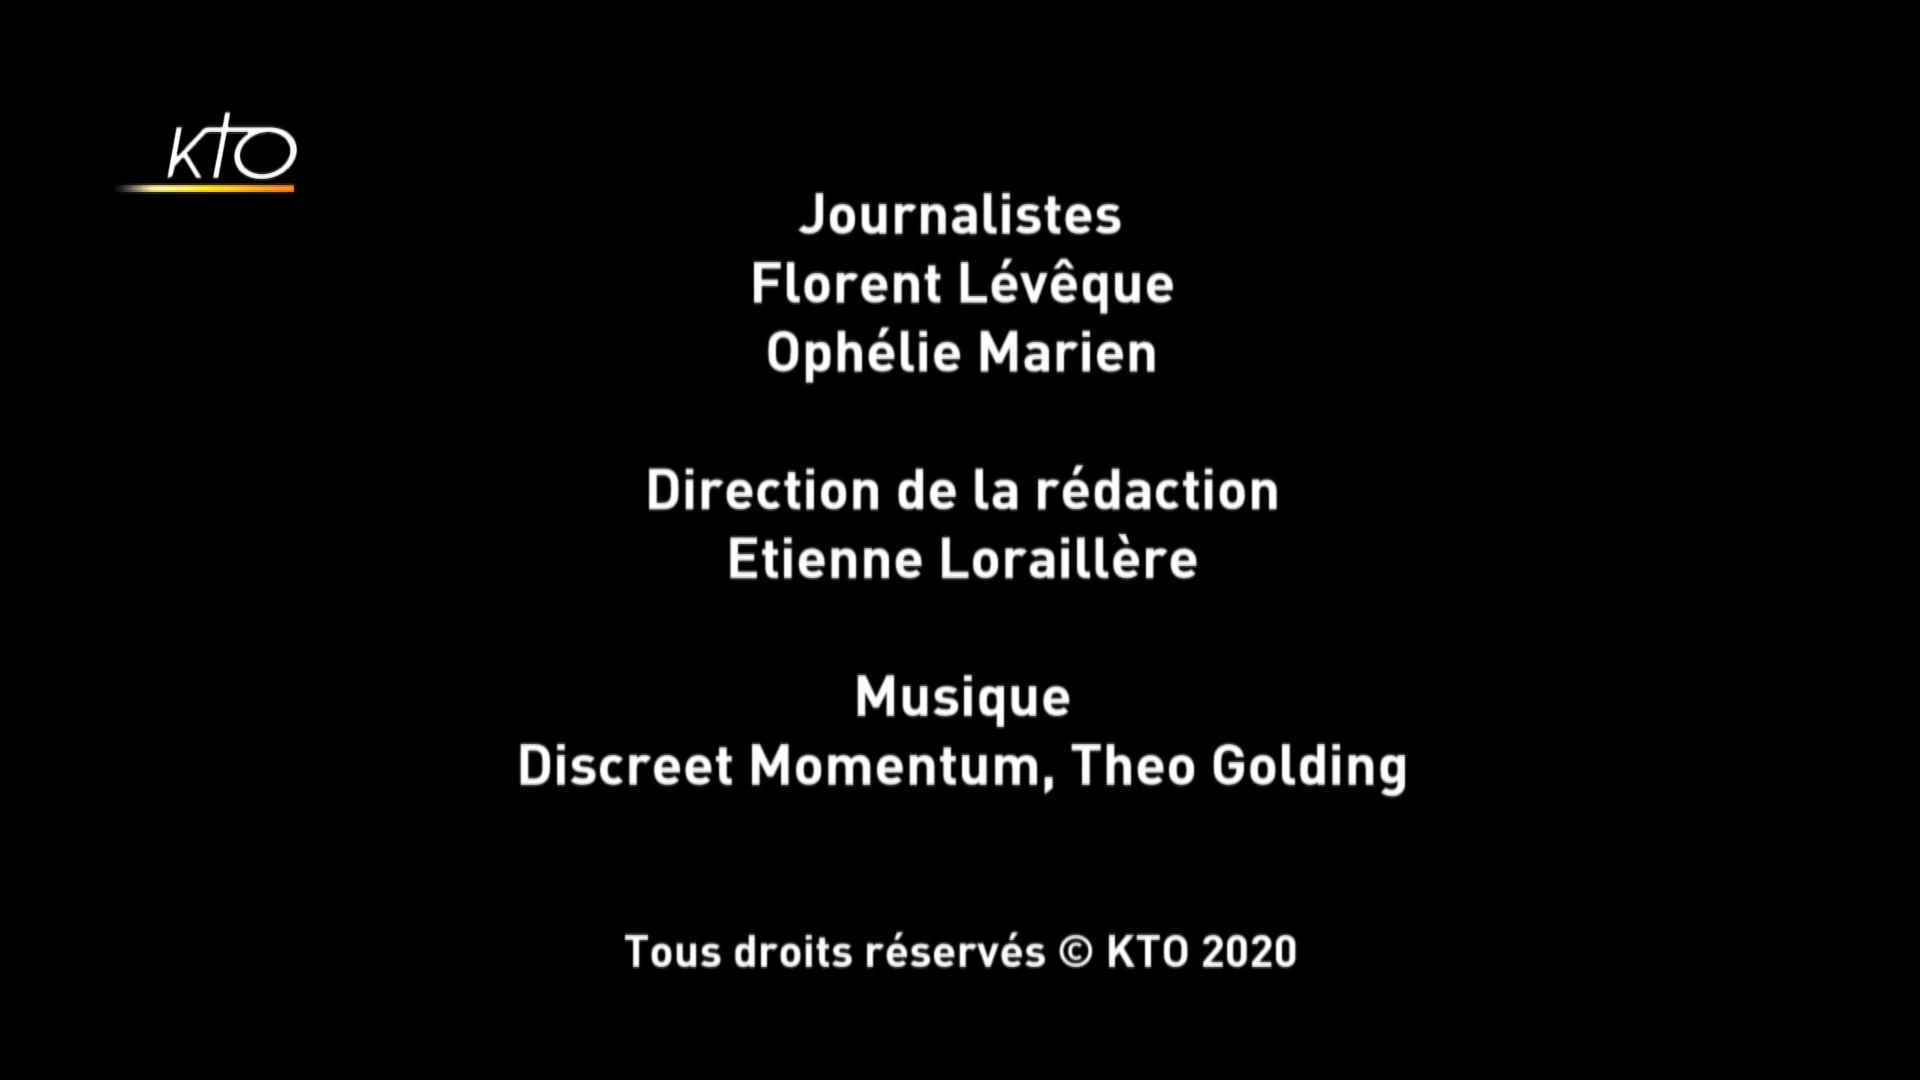 KTO
Journalistes
Florent Lévêque
Ophélie Marien
Direction de la rédaction
Etienne Loraillère
Musique
Discreet Momentum, Theo Golding
Tous droits réservés © KTO 2020